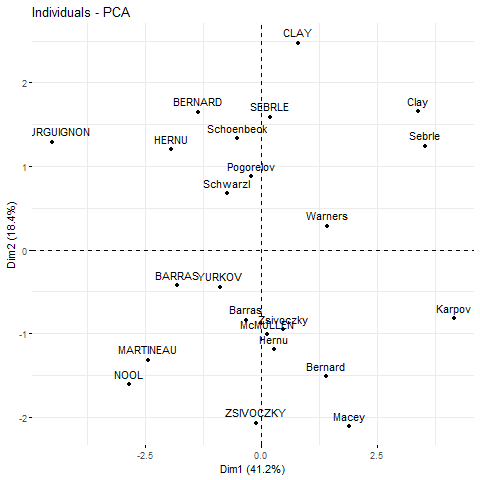 Individuals - PCA
CLAY
BERNARD
SEBRLE
Clay
URGUIGNON
HERNU
Schoenbeck
Sebrle
Pogorelov
Schwarzl
Warners
BARRAS
YURKOV
Barras
Zsivoczky
McMULLEN
Karpov
Hernu
MARTINEAU
NOOL
Bernard
ZSIVOCZKY
Macey
2
1
0
-1
-2
-2.5
0.0
2.5
Dim1 (41.2%)
Dim2 (18.4%)